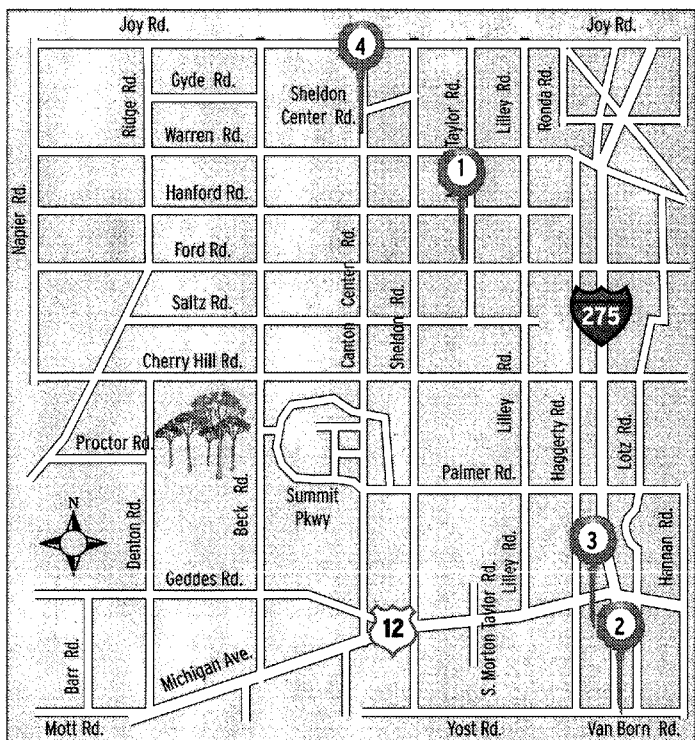 Joy Rd. Joy Rd.
4
Gyde Rd.
Ridge Rd.
Sheldon
Center Rd.
Taylor Rd.
Lilley Rd.
Ronda Rd.
Warren Rd.
1
Hanford Rd.
Napier Rd.
Ford Rd.
Canton Center Rd.
Saltz Rd.
275
Sheldon Rd.
Cherry Hill Rd.
Lilley Rd.
Haggerty Rd.
Lotz Rd.
Proctor Rd.
Palmer Rd.
Beck Rd.
Summit
Pkwy
N
Denton Rd.
3
Hannan Rd.
Lilley Rd.
Geddes Rd.
S. Morton Taylor Rd.
12
2
Barr Rd.
Michigan Ave.
Mott Rd. Yost Rd. Van Born Rd.